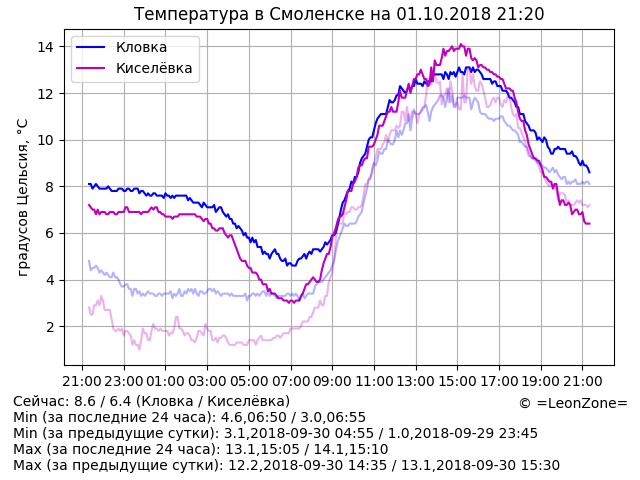 Температура в Смоленске на 01.10.2018 21:20
14
12
10
8
6
4
2
градусов Цельсия, °C
Кловка
Киселёвка
21:00 23:00 01:00 03:00 05:00 07:00 09:00 11:00 13:00 15:00 17:00 19:00 21:00
Сейчас: 8.6 / 6.4 (Кловка / Киселёвка)
© =LeonZone=
Min (за последние 24 часа): 4.6,06:50 / 3.0,06:55
Min (за предыдущие сутки): 3.1,2018-09-30 04:55 / 1.0,2018-09-29 23:45
Max (за последние 24 часа): 13.1,15:05 / 14.1,15:10
Max (за предыдущие сутки): 12.2,2018-09-30 14:35 / 13.1,2018-09-30 15:30